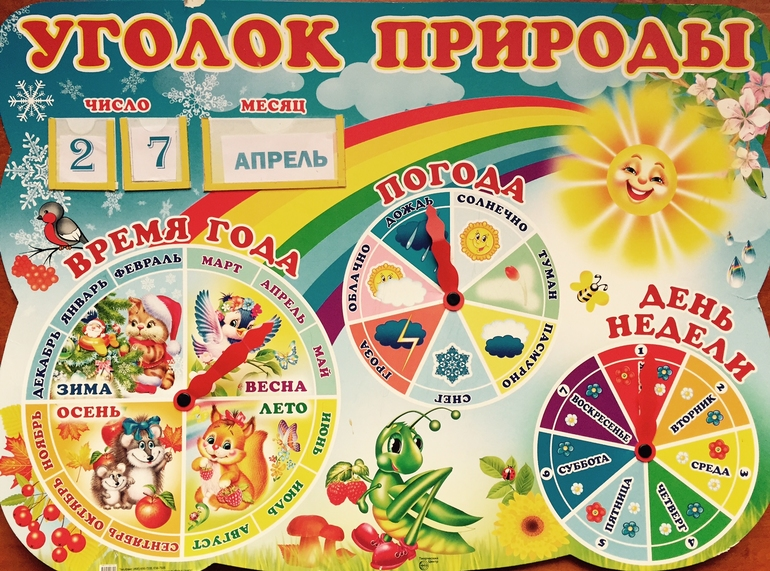 УГОЛОК ПРИРОДЫ
ЧИСЛО
МЕСЯЦ
2 7
АПРЕЛЬ
ВРЕМЯ ГОДА
ЯНВАРЬ
ФЕВРАЛЬ
МАРТ
АПРЕЛЬ
МАЙ
ИЮНЬ
ИЮЛЬ
АВГУСТ
СЕНТЯБРЬ
ОКТЯБРЬ
НОЯБРЬ
ДЕКАБРЬ
ЗИМА
ВЕСНА
ОСЕНЬ
ЛЕТО
ПОГОДА
ДОЖДЬ
СОЛНЕЧНО
ТУМАН
ПАСМУРНО
СНЕГ
ГРОЗА
ОБЛАЧНО
ДЕНЬ
НЕДЕЛИ
1
2
ВТОРНИК
3
СРЕДА
4
ЧЕТВЕРГ
5
ПЯТНИЦА
6
СУББОТА
7
ВОСКРЕСЕНЬЕ